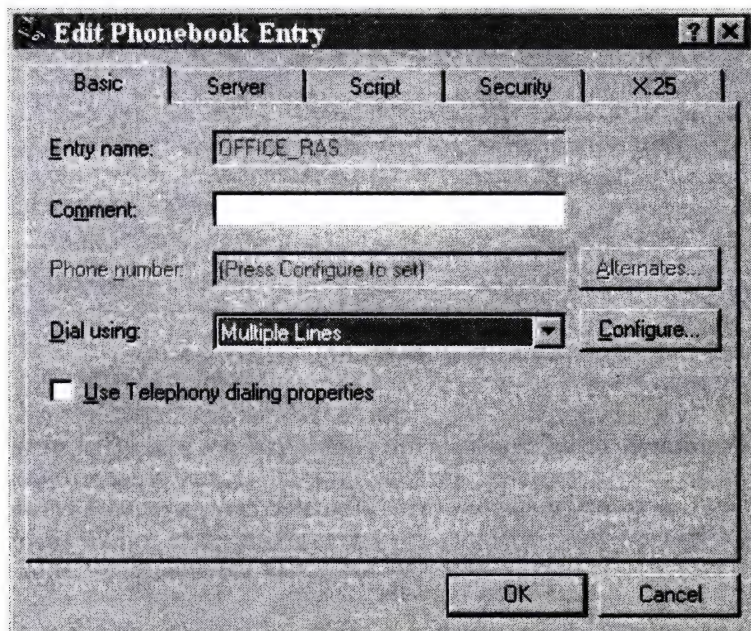 Edit Phonebook Entry
Basic Server Script Security X.25
Entry name: OFFICE_RAS
Comment:
Phone number: (Press Configure to set) Alternates...
Dial using: Multiple Lines Configure...
Use Telephony dialing properties
OK Cancel